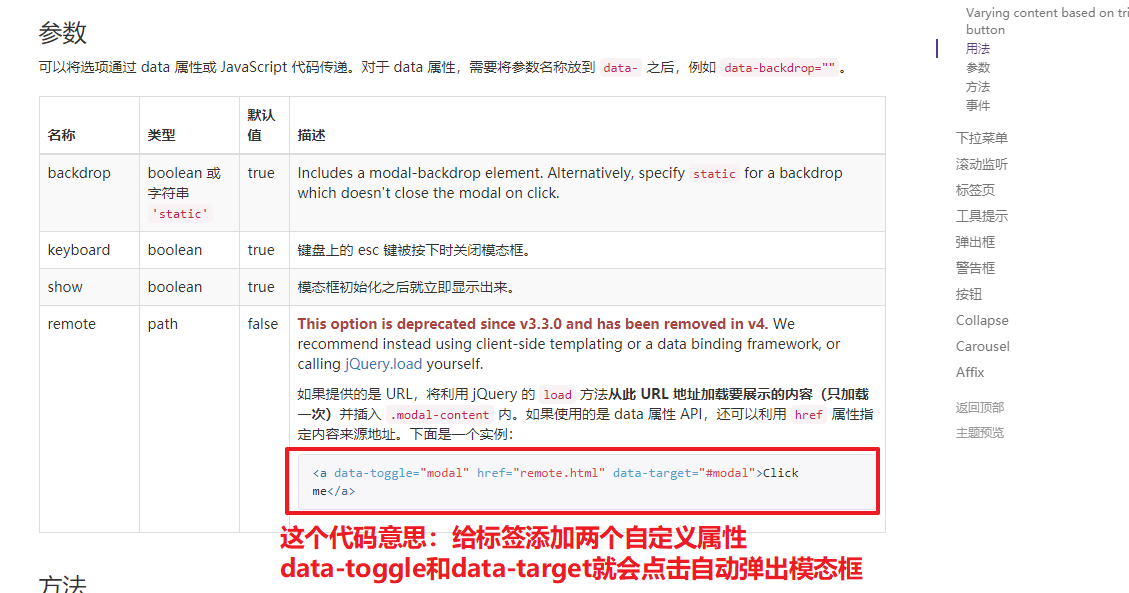 参数
可以将选项通过 data 属性或 JavaScript 代码传递。对于 data 属性，需要将参数名称放到 data- 之后，例如 data-backdrop="" 。
名称 类型 默认值 描述
backdrop boolean 或 字符串 'static' true Includes a modal-backdrop element. Alternatively, specify static for a backdrop
which doesn't close the modal on click.
keyboard boolean true 键盘上的 esc 键被按下时关闭模态框。
show boolean true 模态框初始化之后就立即显示出来。
remote path false This option is deprecated since v3.3.0 and has been removed in v4. We
recommend instead using client-side templating or a data binding framework, or
calling jQuery.load yourself.
如果提供的是 URL，将利用 jQuery 的 load 方法从此 URL 地址加载要展示的内容（只加载
一次）并插入 .modal-content 内。如果使用的是 data 属性 API，还可以利用 href 属性指
定内容来源地址。下面是一个实例：
<a data-toggle="modal" href="remote.html" data-target="#modal">Click
me</a>
这个代码意思：给标签添加两个自定义属性
data-toggle和data-target就会点击自动弹出模态框
方法
Varying content based on tri
button
用法
参数
方法
事件
下拉菜单
滚动监听
标签页
工具提示
弹出框
警告框
按钮
Collapse
Carousel
Affix
返回顶部
主题预览